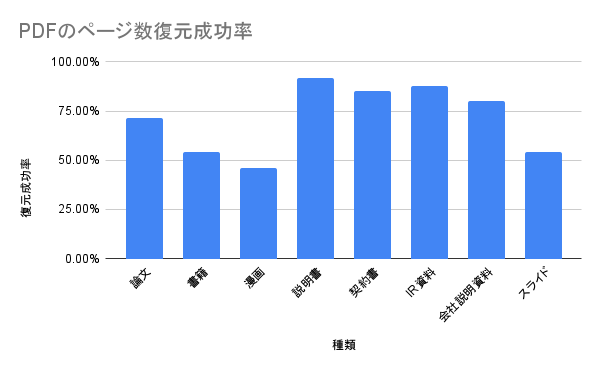 PDFのページ数復元成功率
100.00%
75.00%
50.00%
25.00%
0.00%
復元成功率
論文
書籍
漫画
説明書
契約書
IR資料
会社説明資料
スライド
種類